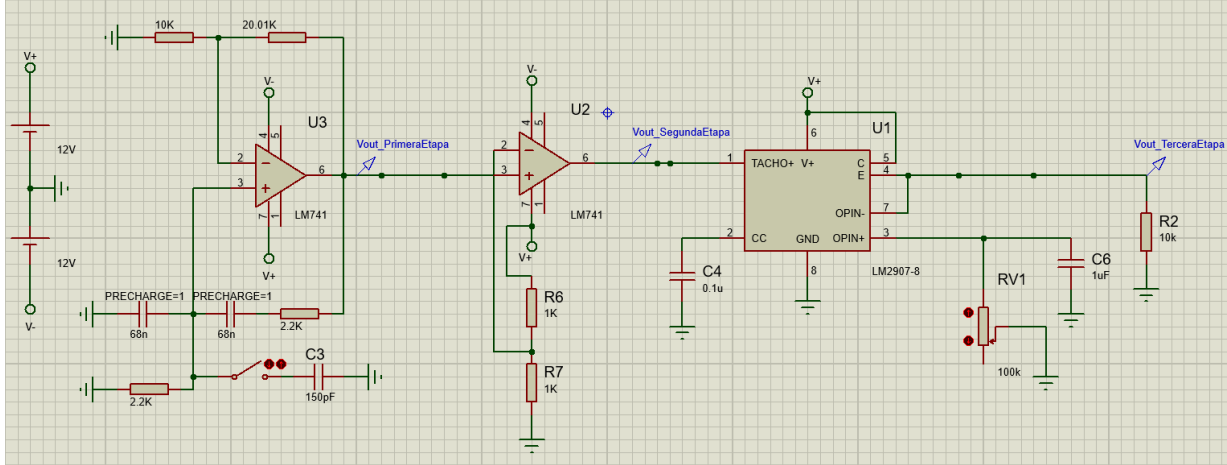 10K
20.01K
V+
12V
12V
V-
V-
4
5
U3
2
3
6
7
1
LM741
V+
Vout_PrimeraEtapa
PRECHARGE=1
PRECHARGE=1
68n
68n
2.2K
2.2K
C3
150pF
V-
4
5
U2
2
3
6
7
1
LM741
V+
R6
1K
R7
1K
Vout_SegundaEtapa
V+
6
U1
1
TACHO+
V+
C
5
E
4
OPIN-
7
2
CC
GND
OPIN+
3
8
LM2907-8
C4
0.1u
RV1
100k
C6
1uF
Vout_TerceraEtapa
R2
10k